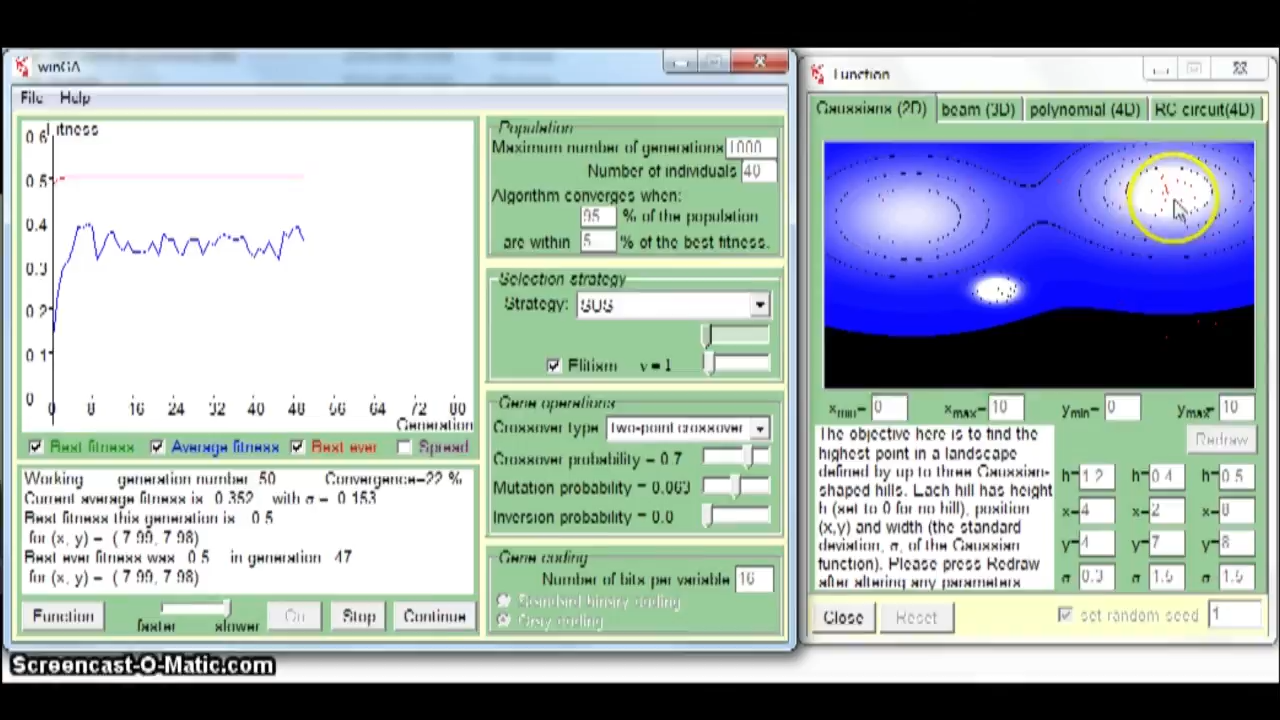 winGA
File Help
Fitness
0.6
0.5
0.4
0.3
0.2
0.1
0
0 8 16 24 32 40 48 56 64 72 80
Generation
Best fitness Average fitness Best ever Spread
Working generation number 50 Convergence=22 %
Current average fitness is 0.352 with σ = 0.153
Best fitness this generation is 0.5
for (x, y) = ( 7.99, 7.98)
Best ever fitness was 0.5 in generation 47
for (x, y) = ( 7.99, 7.98)
Function faster slower On Stop Continue
Population
Maximum number of generations 1000
Number of individuals 40
Algorithm converges when:
95 % of the population
are within 5 % of the best fitness.
Selection strategy
Strategy: SUS
Elitism v = 1
Gene operations
Crossover type Two-point crossover
Crossover probability = 0.7
Mutation probability = 0.063
Inversion probability = 0.0
Gene coding
Number of bits per variable 16
Standard binary coding
Gray coding
Function
Gaussians (2D) beam (3D) polynomial (4D) RC circuit(4D)
xmin= 0 xmax= 10 ymin= 0 ymax= 10
The objective here is to find the
highest point in a landscape
defined by up to three Gaussian-
shaped hills. Each hill has height
h (set to 0 for no hill), position
(x,y) and width (the standard
deviation, σ, of the Gaussian
function). Please press Redraw
after altering any parameters
Redraw
h= 1.2 h= 0.4 h= 0.5
x= 4 x= 2 x= 8
y= 4 y= 7 y= 8
σ 0.3 σ 1.5 σ 1.5
Close Reset set random seed 1
Screencast-O-Matic.com